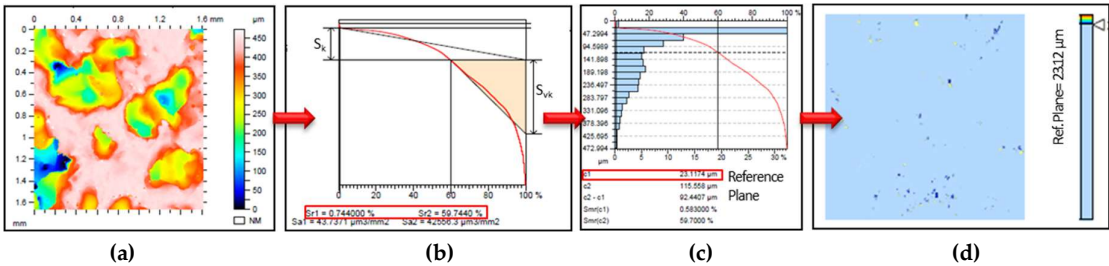 0 0.4 0.8 1.2 1.6 mm
µm
0
0.2
0.4
0.6
0.8
1.0
1.2
1.4
1.6
mm
450
400
350
300
250
200
150
100
50
0
NM
(a)
Sk
Svk
0 20 40 60 80 100 %
Sr1 = 0.744000 % Sr2 = 59.7440 %
Sa1 = 43.7371 µm3/mm2 Sa2 = 42556.3 µm3/mm2
(b)
0 20 40 60 80 100 %
0
47.2994
94.5989
141.898
189.198
236.497
283.797
331.096
378.396
425.695
472.994
µm
0 5 10 15 20 25 30 %
c1 23.1174 µm
c2 115.558 µm
c2 - c1 92.4407 µm
Smr(c1) 0.583000 %
Smr(c2) 59.7000 %
Reference
Plane
(c)
Ref. Plane= 23.12 µm
(d)